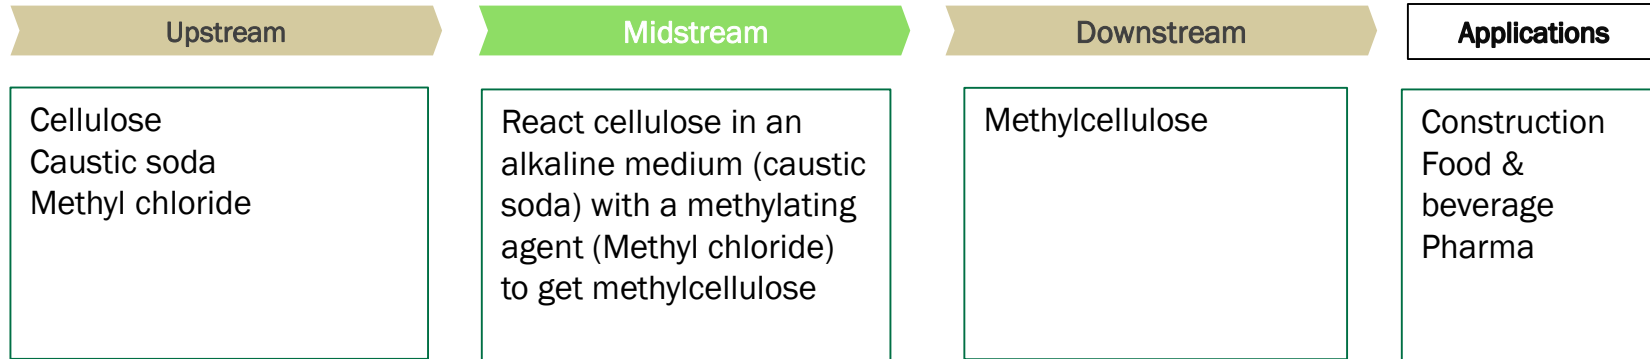 Upstream
Midstream
Downstream
Applications
Cellulose
Caustic soda
Methyl chloride
React cellulose in an
alkaline medium (caustic
soda) with a methylating
agent (Methyl chloride)
to get methylcellulose
Methylcellulose
Construction
Food &
beverage
Pharma